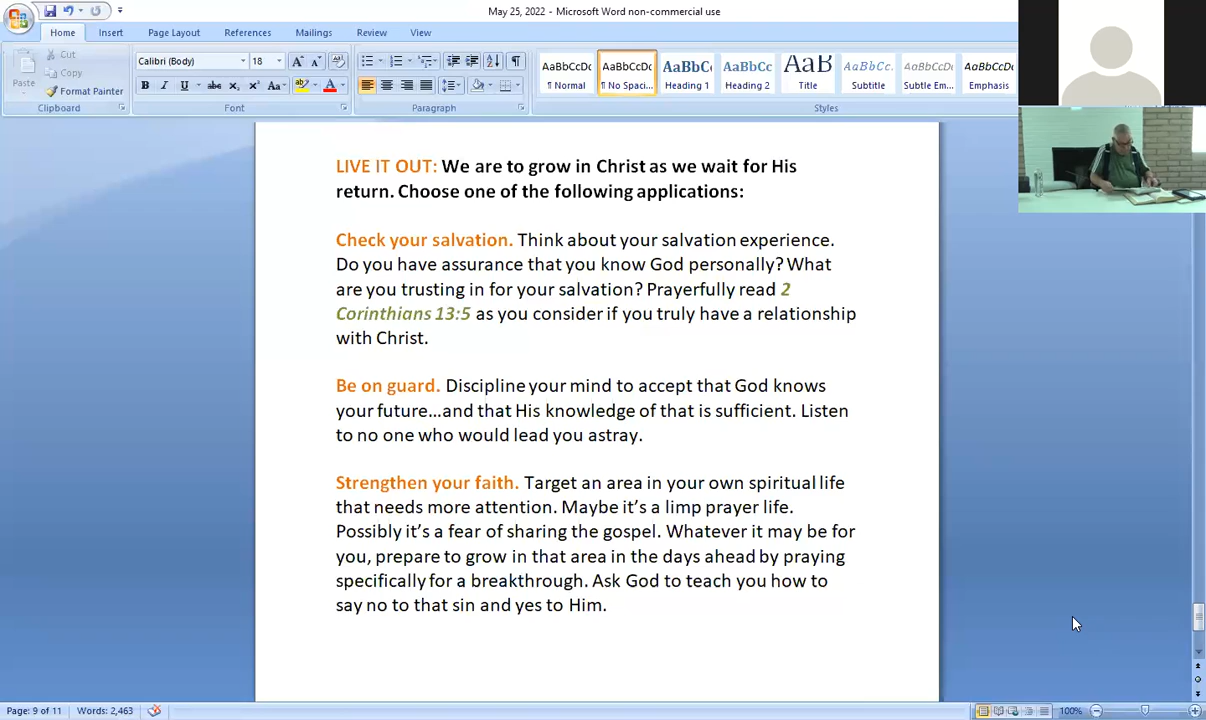 May 25, 2022 - Microsoft Word non-commercial use
Home Insert Page Layout References Mailings Review View
Cut
Copy
Paste
Format Painter
Calibri (Body) 18
AaBbCcDc AaBbCcDc AaBbC AaBbCc AaB AaBbCc. AaBbCcDc AaBbCcDc
¶ Normal ¶ No Spaci... Heading 1 Heading 2 Title Subtitle Subtle Em... Emphasis
Clipboard Font Paragraph Styles
LIVE IT OUT: We are to grow in Christ as we wait for His
return. Choose one of the following applications:
Check your salvation. Think about your salvation experience.
Do you have assurance that you know God personally? What
are you trusting in for your salvation? Prayerfully read 2
Corinthians 13:5 as you consider if you truly have a relationship
with Christ.
Be on guard. Discipline your mind to accept that God knows
your future…and that His knowledge of that is sufficient. Listen
to no one who would lead you astray.
Strengthen your faith. Target an area in your own spiritual life
that needs more attention. Maybe it’s a limp prayer life.
Possibly it’s a fear of sharing the gospel. Whatever it may be for
you, prepare to grow in that area in the days ahead by praying
specifically for a breakthrough. Ask God to teach you how to
say no to that sin and yes to Him.
Page: 9 of 11 Words: 2,463 100%